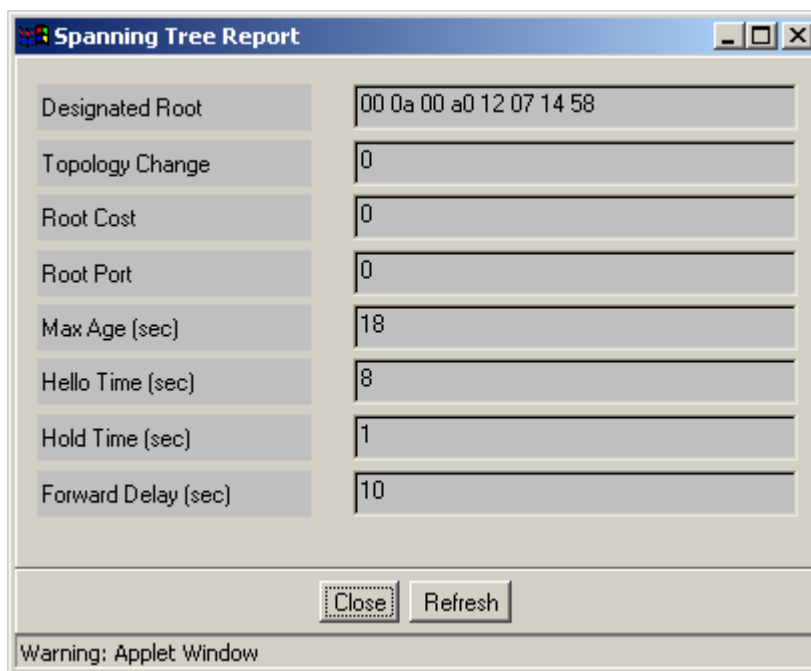 Spanning Tree Report
Designated Root 00 0a 00 a0 12 07 14 58
Topology Change 0
Root Cost 0
Root Port 0
Max Age (sec) 18
Hello Time (sec) 8
Hold Time (sec) 1
Forward Delay (sec) 10
Close Refresh
Warning: Applet Window